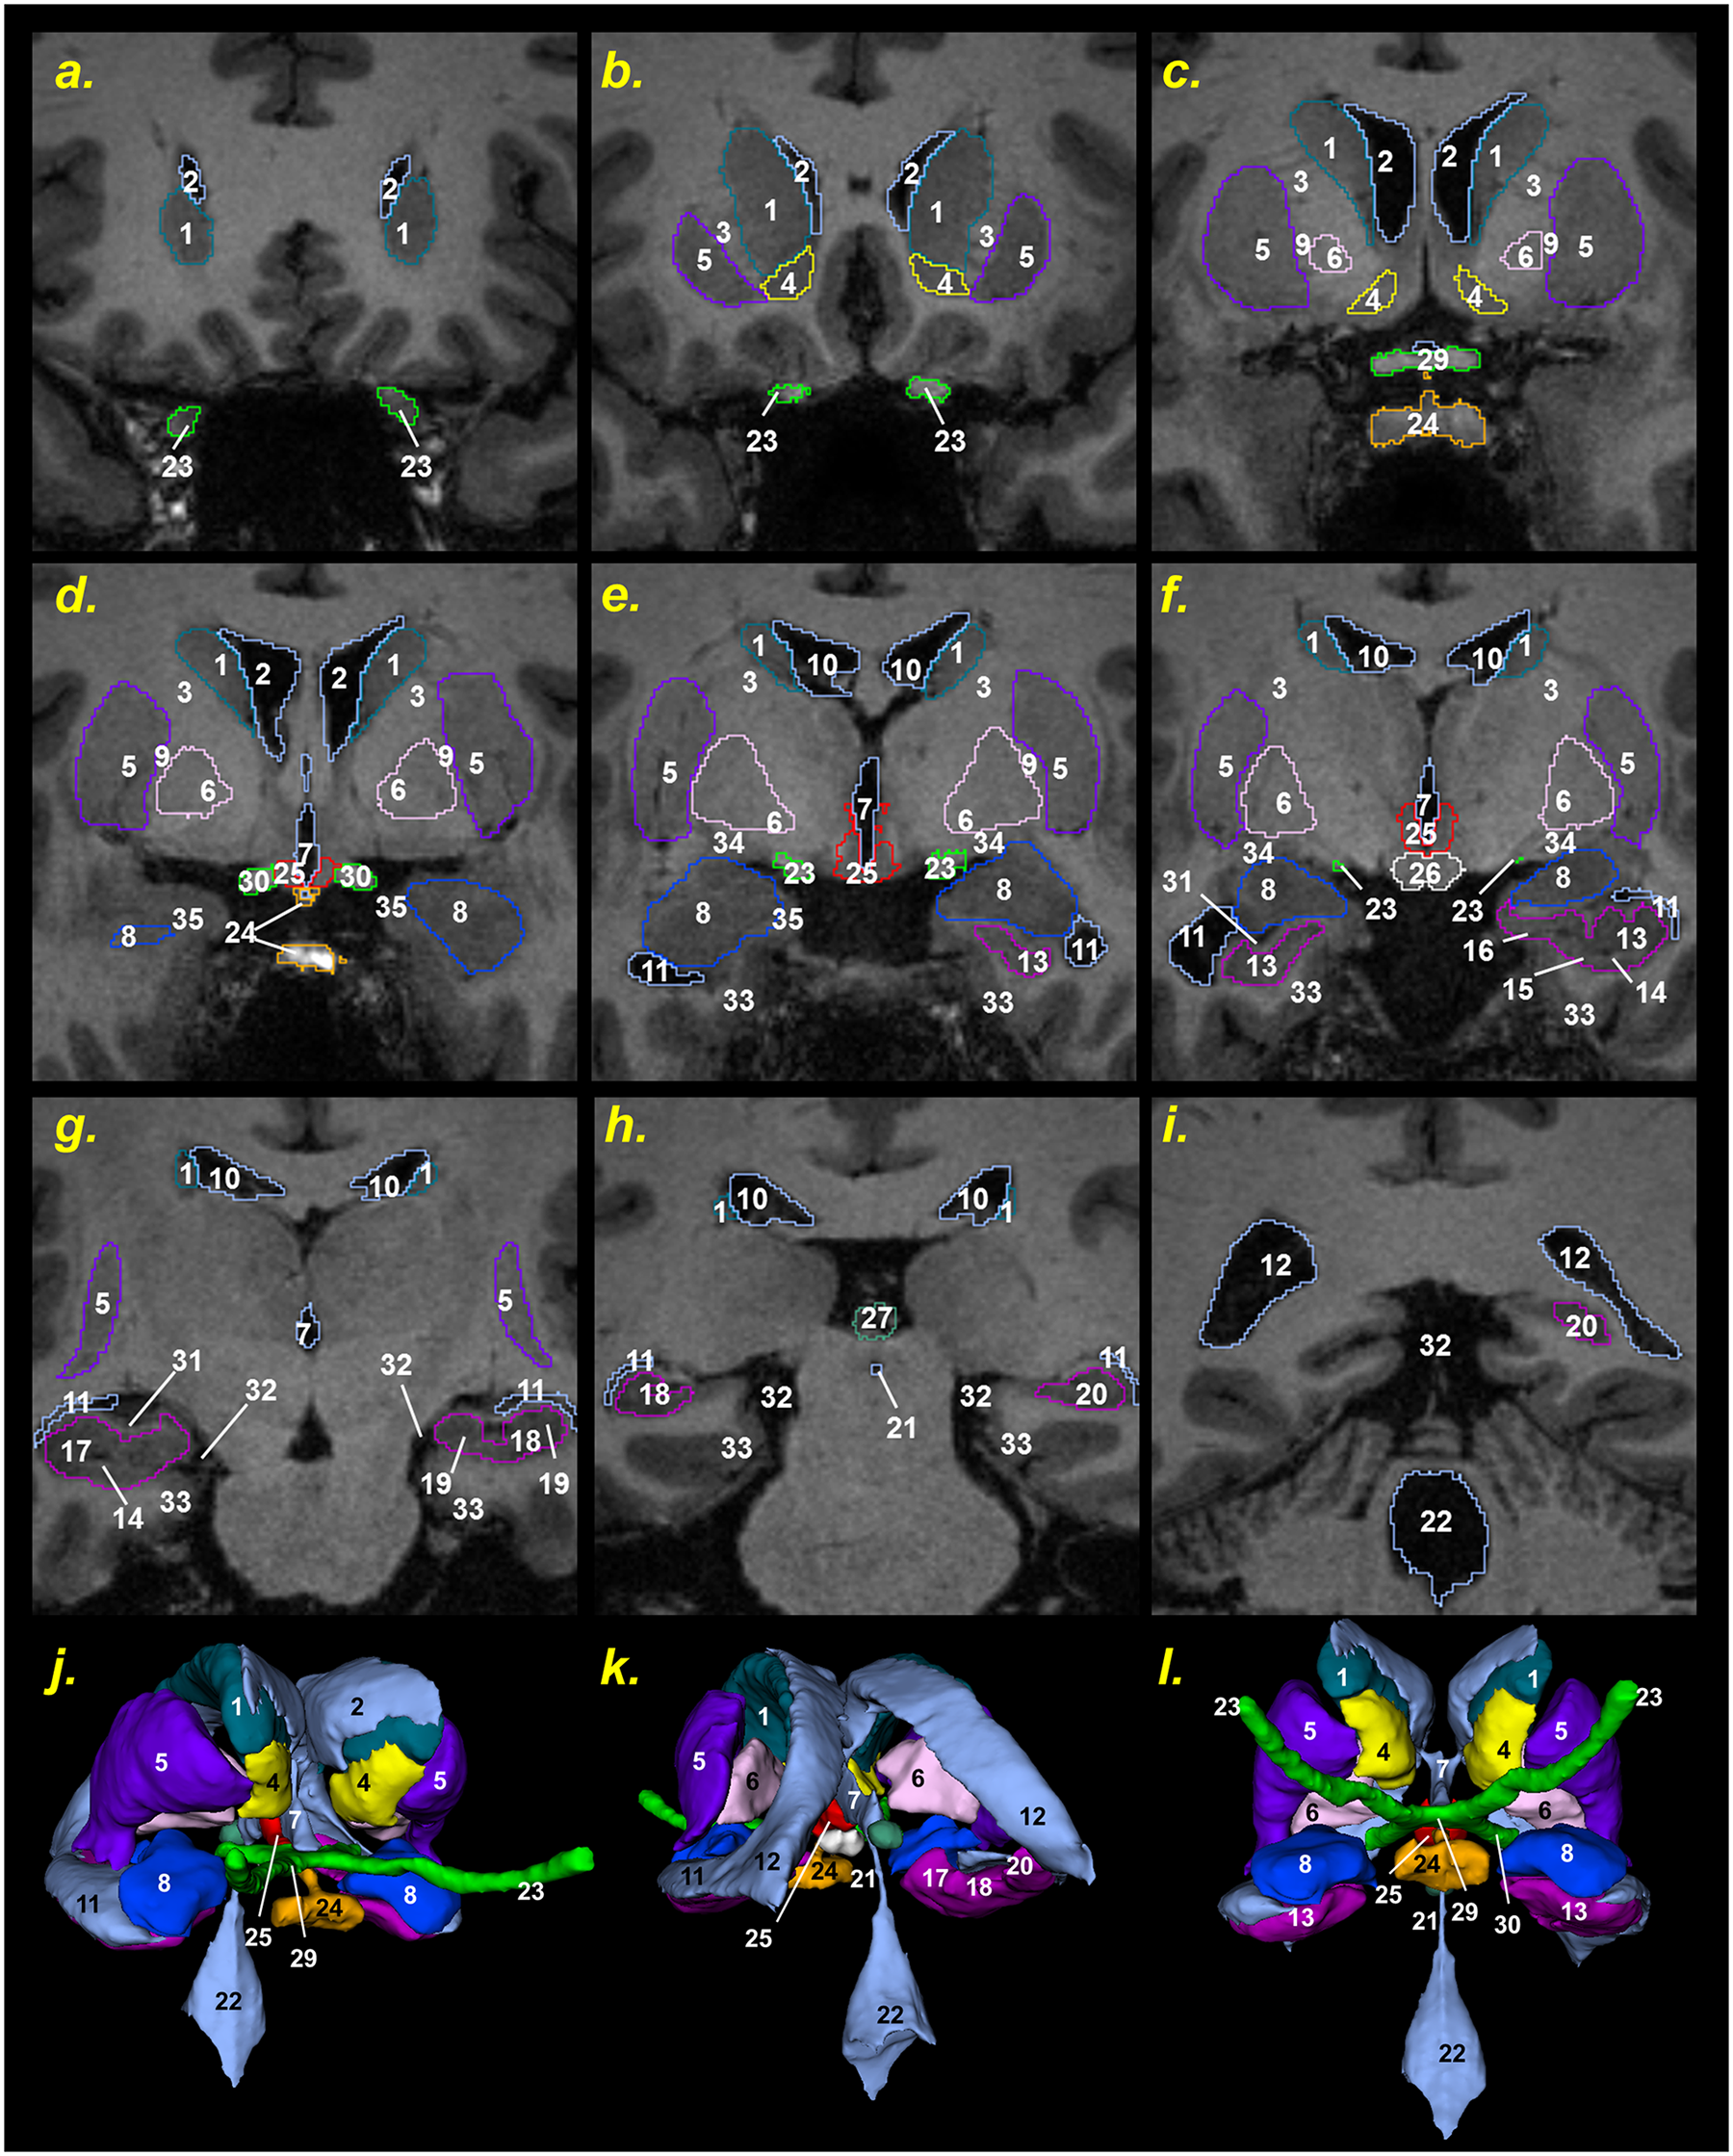 a. b. c.
2 2 1 1 23 23
2 2 1 1 3 3 5 5 4 4 23 23
1 2 2 1 3 3 5 9 6 6 9 5 4 4 29 24
d. e. f.
1 2 2 1 3 3 5 9 6 6 9 5 7 30 25 30 8 35 35 8 24
1 10 10 1 3 3 5 6 7 6 9 5 34 34 23 25 23 8 35 8 11 13 11 33 33
1 10 10 1 3 3 5 6 7 25 6 5 34 34 26 31 8 23 23 8 11 11 13 16 13 33 15 14 33
g. h. i.
1 10 10 1 5 5 7 31 32 32 11 11 17 18 19 19 14 33 33
1 10 10 1 27 11 11 18 32 32 20 21 33 33
12 12 20 32 22
j. k. l.
1 2 5 5 4 4 7 8 8 11 24 23 25 29 22
1 5 6 6 7 12 11 12 24 21 17 18 20 25 22
1 1 23 23 5 5 4 4 7 6 6 8 8 24 25 13 21 29 30 13 22